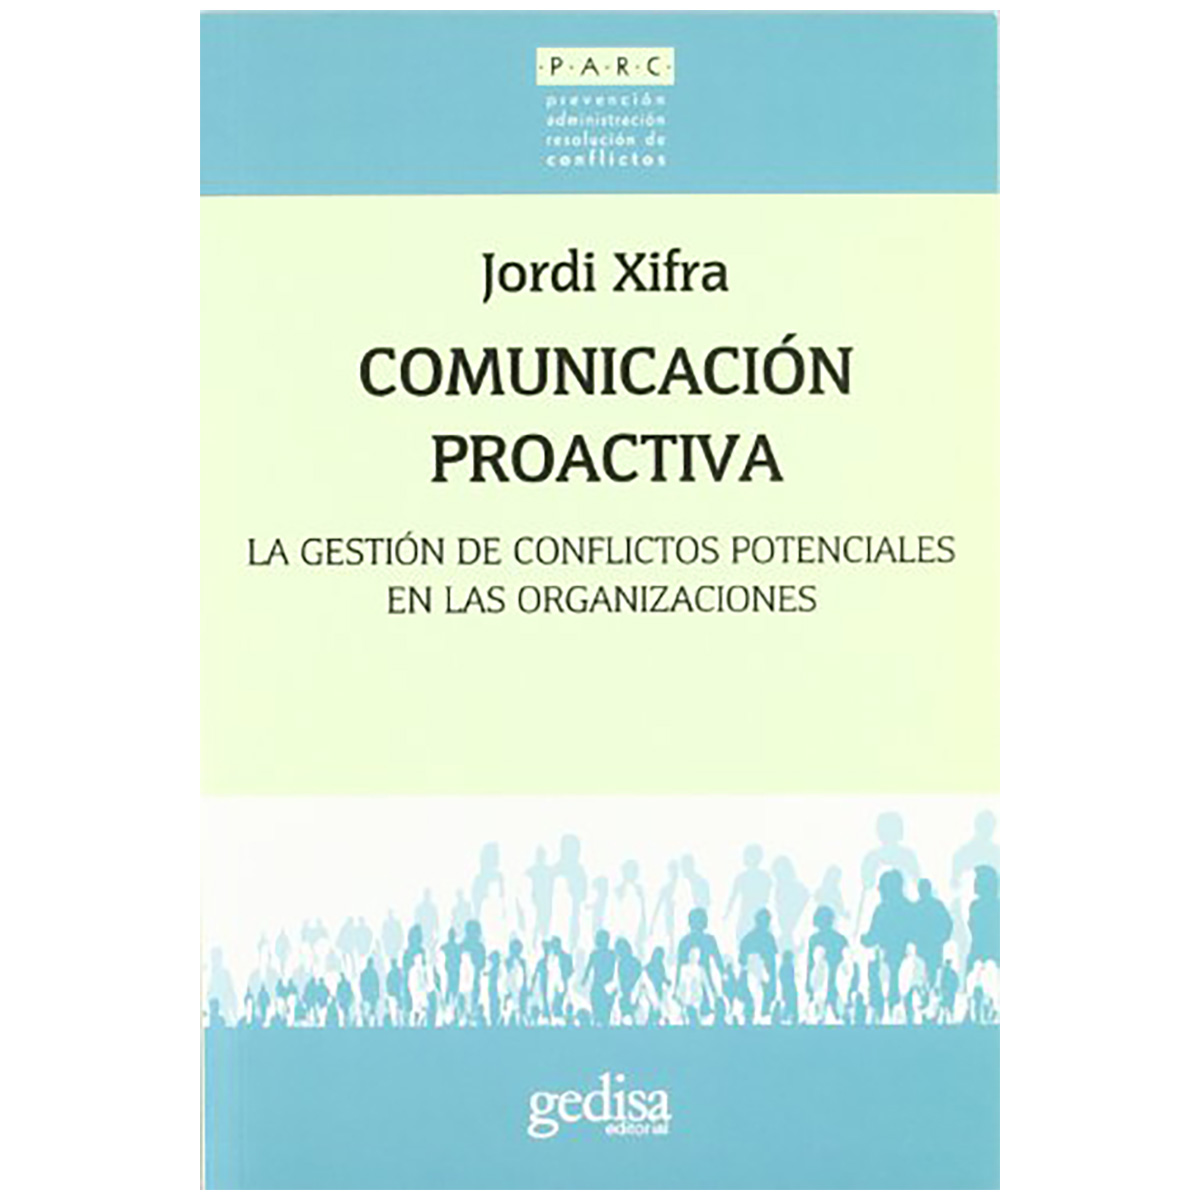 ·P·A·R·C·
prevención
administración
resolución de
conflictos
Jordi Xifra
COMUNICACIÓN
PROACTIVA
LA GESTIÓN DE CONFLICTOS POTENCIALES
EN LAS ORGANIZACIONES
gedisa
editorial